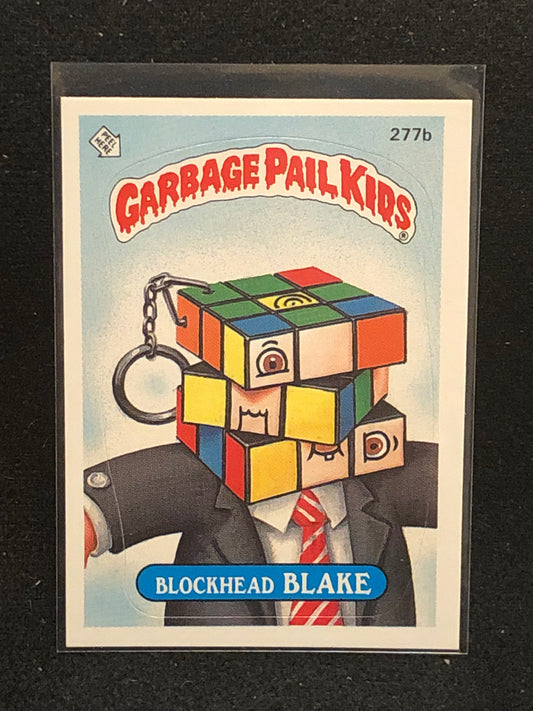 PEEL
HERE
277b
GARBAGE PAIL KIDS
®
BLOCKHEAD BLAKE